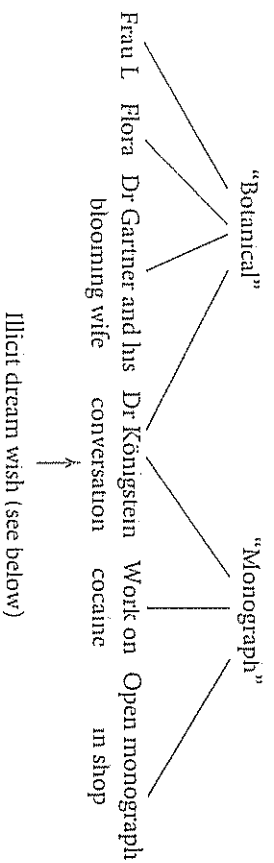 "Botanical" "Monograph"
Frau L Flora Dr Gartner and his Dr Königstein Work on Open monograph
blooming wife conversation cocaine in shop
Illicit dream wish (see below)